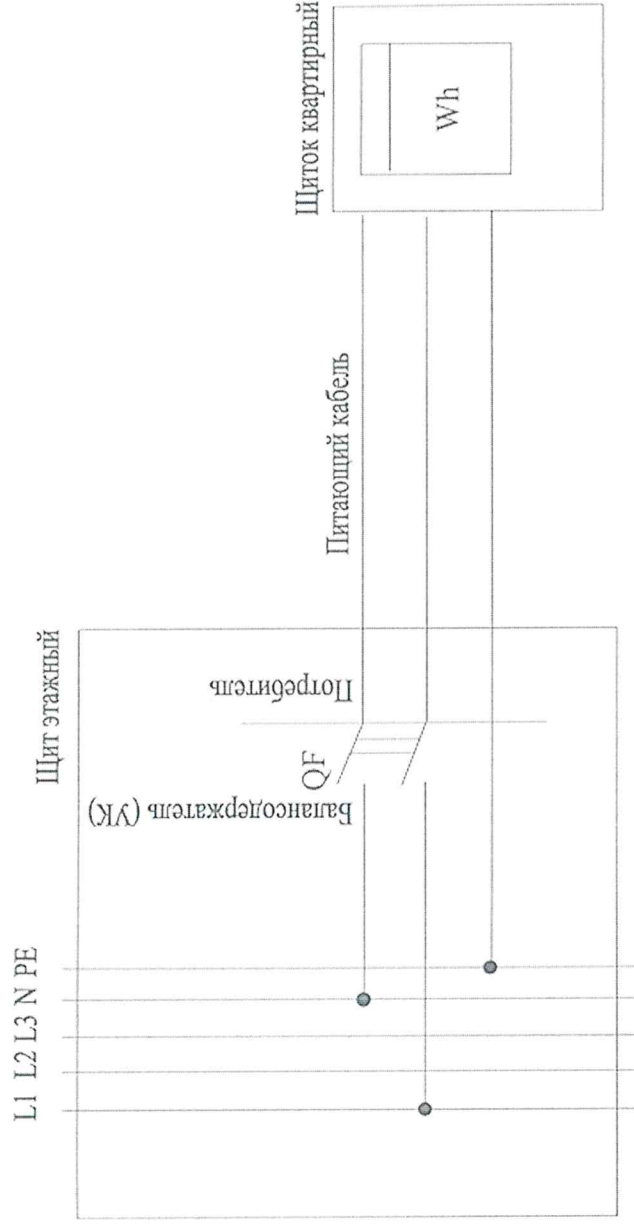 Щит этажный
L1 L2 L3 N PE
Балансодержатель (УК)
QF
Потребитель
Питающий кабель
Щиток квартирный
Wh